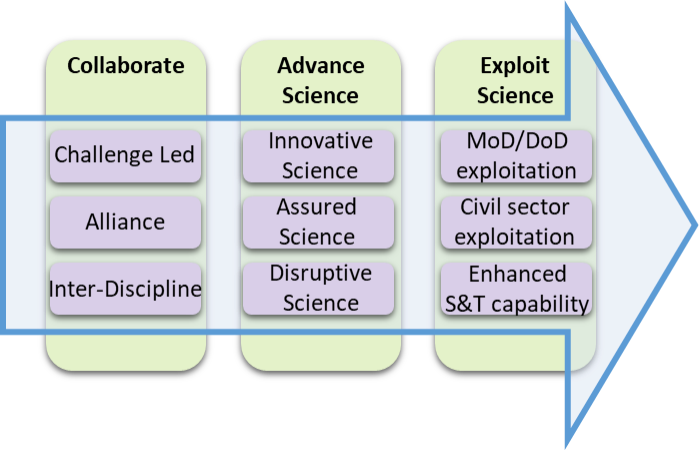 Collaborate
Challenge Led
Alliance
Inter-Discipline
Advance
Science
Innovative
Science
Assured
Science
Disruptive
Science
Exploit
Science
MoD/DoD
exploitation
Civil sector
exploitation
Enhanced
S&T capability